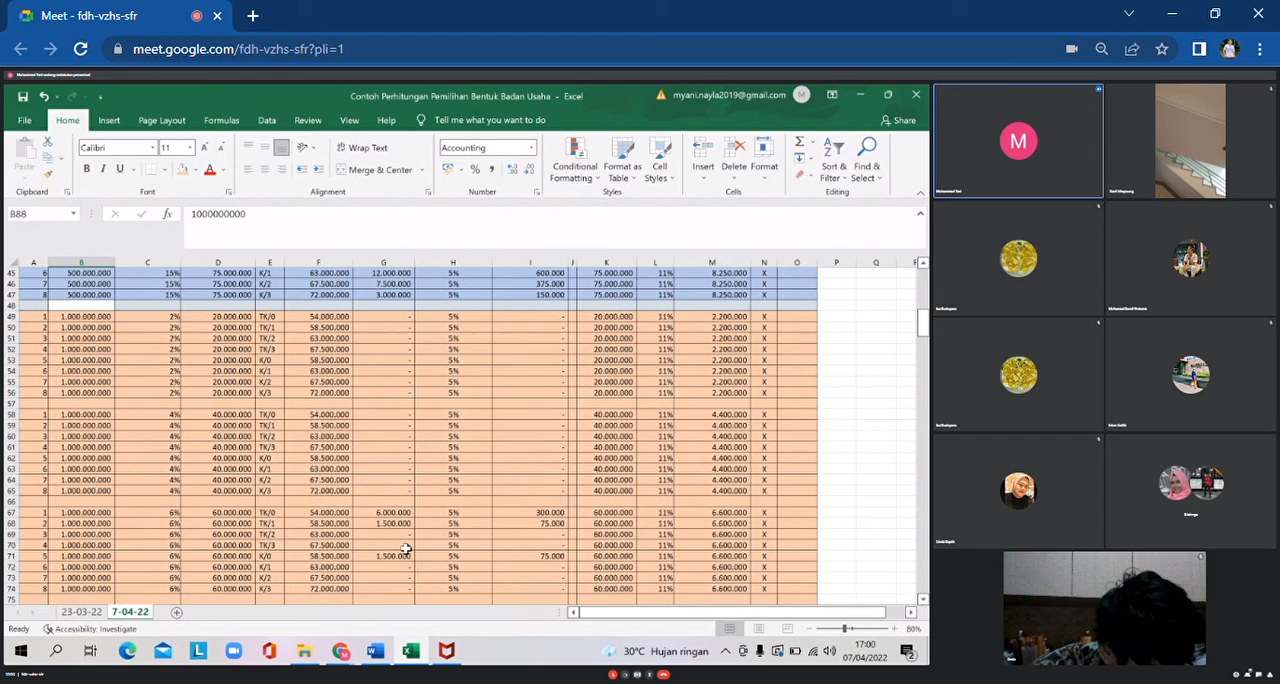 Meet - fdh-vzhs-sfr
meet.google.com/fdh-vzhs-sfr?pli=1
Contoh Perhitungan Pemilihan Bentuk Badan Usaha - Excel
myani.nayla2019@gmail.com M
File Home Insert Page Layout Formulas Data Review View Help Tell me what you want to do Share
Calibri 11 Wrap Text Accounting
Paste B I U Merge & Center Conditional Formatting Format as Table Cell Styles Insert Delete Format Sort & Filter Find & Select
Clipboard Font Alignment Number Styles Cells Editing
B88 fx 1000000000
A B C D E F G H I J K L M N O P Q R
45 6 500.000.000 15% 75.000.000 K/1 63.000.000 12.000.000 5% 600.000 75.000.000 11% 8.250.000 X
46 7 500.000.000 15% 75.000.000 K/2 67.500.000 7.500.000 5% 375.000 75.000.000 11% 8.250.000 X
47 8 500.000.000 15% 75.000.000 K/3 72.000.000 3.000.000 5% 150.000 75.000.000 11% 8.250.000 X
48
49 1 1.000.000.000 2% 20.000.000 TK/0 54.000.000 - 5% - 20.000.000 11% 2.200.000 X
50 2 1.000.000.000 2% 20.000.000 TK/1 58.500.000 - 5% - 20.000.000 11% 2.200.000 X
51 3 1.000.000.000 2% 20.000.000 TK/2 63.000.000 - 5% - 20.000.000 11% 2.200.000 X
52 4 1.000.000.000 2% 20.000.000 TK/3 67.500.000 - 5% - 20.000.000 11% 2.200.000 X
53 5 1.000.000.000 2% 20.000.000 K/0 58.500.000 - 5% - 20.000.000 11% 2.200.000 X
54 6 1.000.000.000 2% 20.000.000 K/1 63.000.000 - 5% - 20.000.000 11% 2.200.000 X
55 7 1.000.000.000 2% 20.000.000 K/2 67.500.000 - 5% - 20.000.000 11% 2.200.000 X
56 8 1.000.000.000 2% 20.000.000 K/3 72.000.000 - 5% - 20.000.000 11% 2.200.000 X
57
58 1 1.000.000.000 4% 40.000.000 TK/0 54.000.000 - 5% - 40.000.000 11% 4.400.000 X
59 2 1.000.000.000 4% 40.000.000 TK/1 58.500.000 - 5% - 40.000.000 11% 4.400.000 X
60 3 1.000.000.000 4% 40.000.000 TK/2 63.000.000 - 5% - 40.000.000 11% 4.400.000 X
61 4 1.000.000.000 4% 40.000.000 TK/3 67.500.000 - 5% - 40.000.000 11% 4.400.000 X
62 5 1.000.000.000 4% 40.000.000 K/0 58.500.000 - 5% - 40.000.000 11% 4.400.000 X
63 6 1.000.000.000 4% 40.000.000 K/1 63.000.000 - 5% - 40.000.000 11% 4.400.000 X
64 7 1.000.000.000 4% 40.000.000 K/2 67.500.000 - 5% - 40.000.000 11% 4.400.000 X
65 8 1.000.000.000 4% 40.000.000 K/3 72.000.000 - 5% - 40.000.000 11% 4.400.000 X
66
67 1 1.000.000.000 6% 60.000.000 TK/0 54.000.000 6.000.000 5% 300.000 60.000.000 11% 6.600.000 X
68 2 1.000.000.000 6% 60.000.000 TK/1 58.500.000 1.500.000 5% 75.000 60.000.000 11% 6.600.000 X
69 3 1.000.000.000 6% 60.000.000 TK/2 63.000.000 - 5% - 60.000.000 11% 6.600.000 X
70 4 1.000.000.000 6% 60.000.000 TK/3 67.500.000 - 5% - 60.000.000 11% 6.600.000 X
71 5 1.000.000.000 6% 60.000.000 K/0 58.500.000 1.500.000 5% 75.000 60.000.000 11% 6.600.000 X
72 6 1.000.000.000 6% 60.000.000 K/1 63.000.000 - 5% - 60.000.000 11% 6.600.000 X
73 7 1.000.000.000 6% 60.000.000 K/2 67.500.000 - 5% - 60.000.000 11% 6.600.000 X
74 8 1.000.000.000 6% 60.000.000 K/3 72.000.000 - 5% - 60.000.000 11% 6.600.000 X
75
23-03-22 7-04-22
Ready Accessibility: Investigate 80%
30°C Hujan ringan 17:00
07/04/2022
M